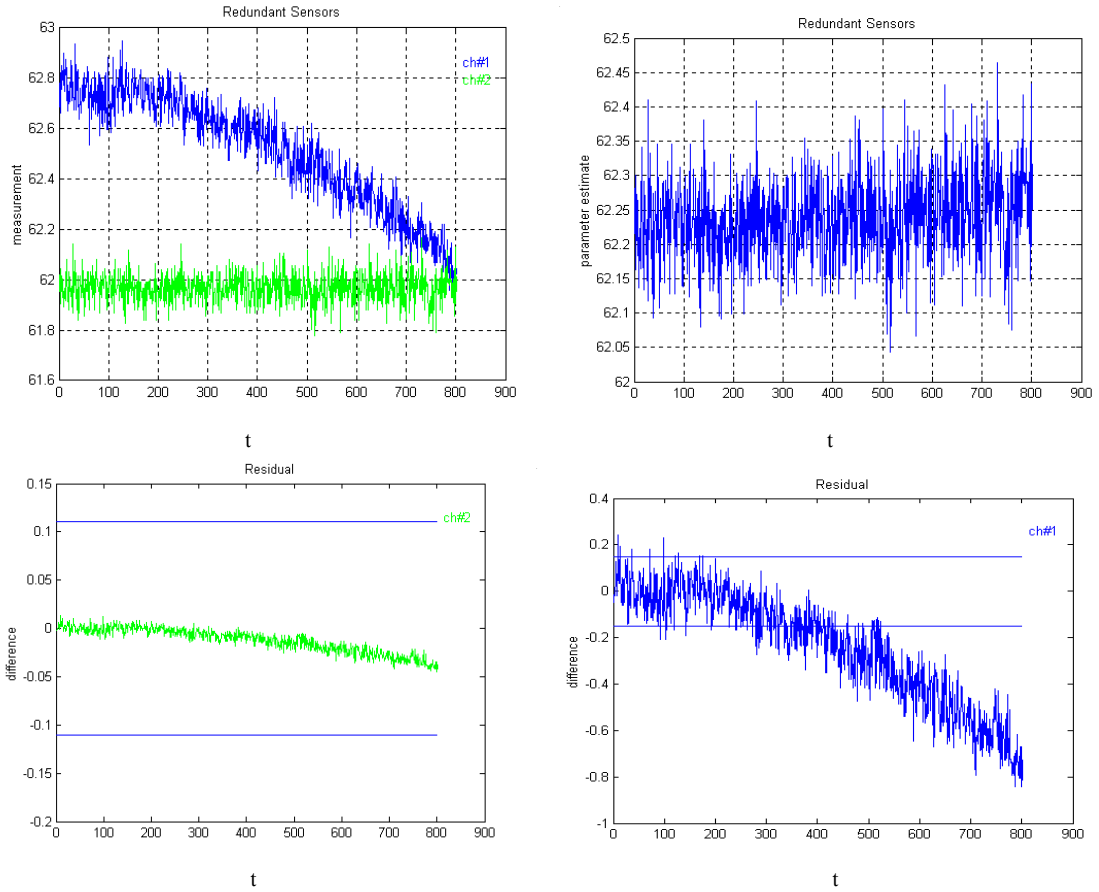 Redundant Sensors
63
62.8
62.6
62.4
62.2
62
61.8
61.6
measurement
ch#1
ch#2
0 100 200 300 400 500 600 700 800 900
t
Redundant Sensors
62.5
62.45
62.4
62.35
62.3
62.25
62.2
62.15
62.1
62.05
62
parameter estimate
0 100 200 300 400 500 600 700 800 900
t
Residual
0.15
0.1
0.05
0
-0.05
-0.1
-0.15
-0.2
difference
ch#2
0 100 200 300 400 500 600 700 800 900
t
Residual
0.4
0.2
0
-0.2
-0.4
-0.6
-0.8
-1
difference
ch#1
0 100 200 300 400 500 600 700 800 900
t